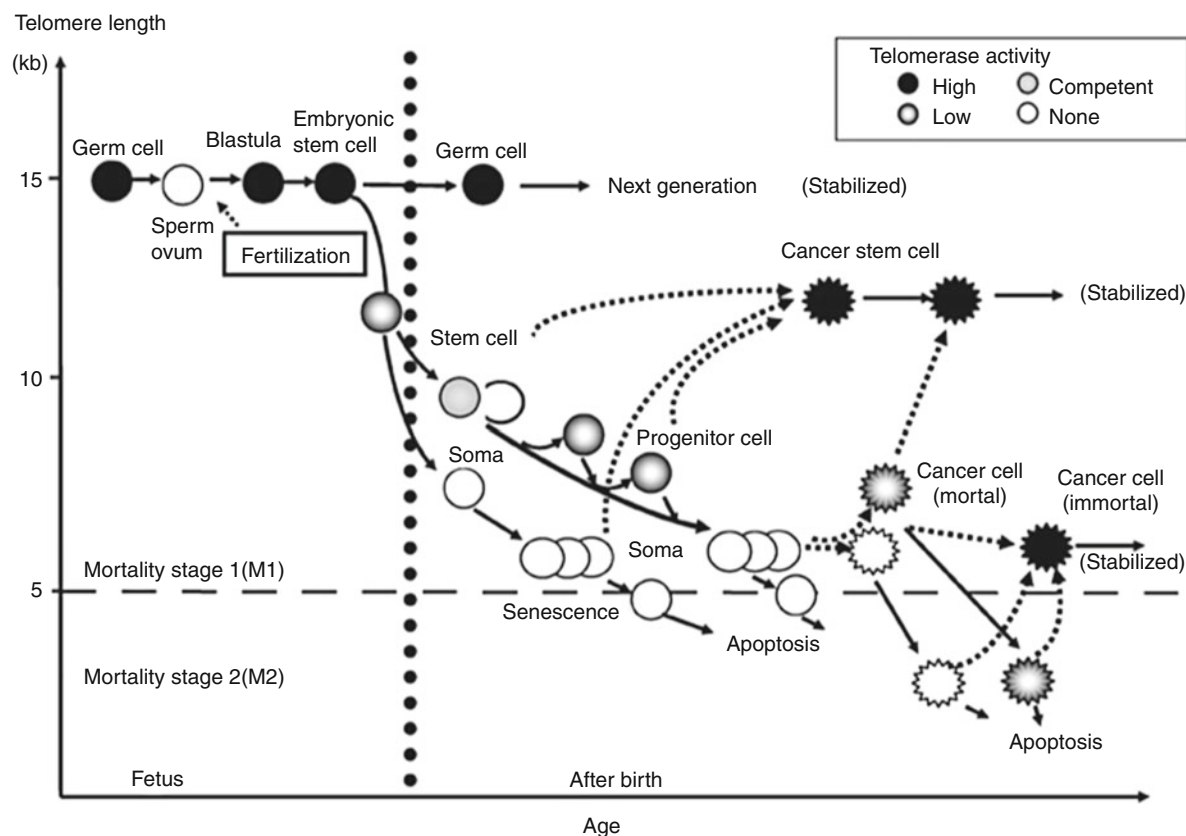 Telomere length
(kb)
Telomerase activity
High
Competent
Low
None
Germ cell
Blastula
Embryonic
stem cell
Germ cell
15
Next generation
(Stabilized)
Sperm
ovum
Fertilization
Cancer stem cell
(Stabilized)
Stem cell
10
Progenitor cell
Soma
Cancer cell
(mortal)
Cancer cell
(immortal)
Soma
(Stabilized)
Mortality stage 1(M1)
5
Senescence
Apoptosis
Mortality stage 2(M2)
Apoptosis
Fetus
After birth
Age